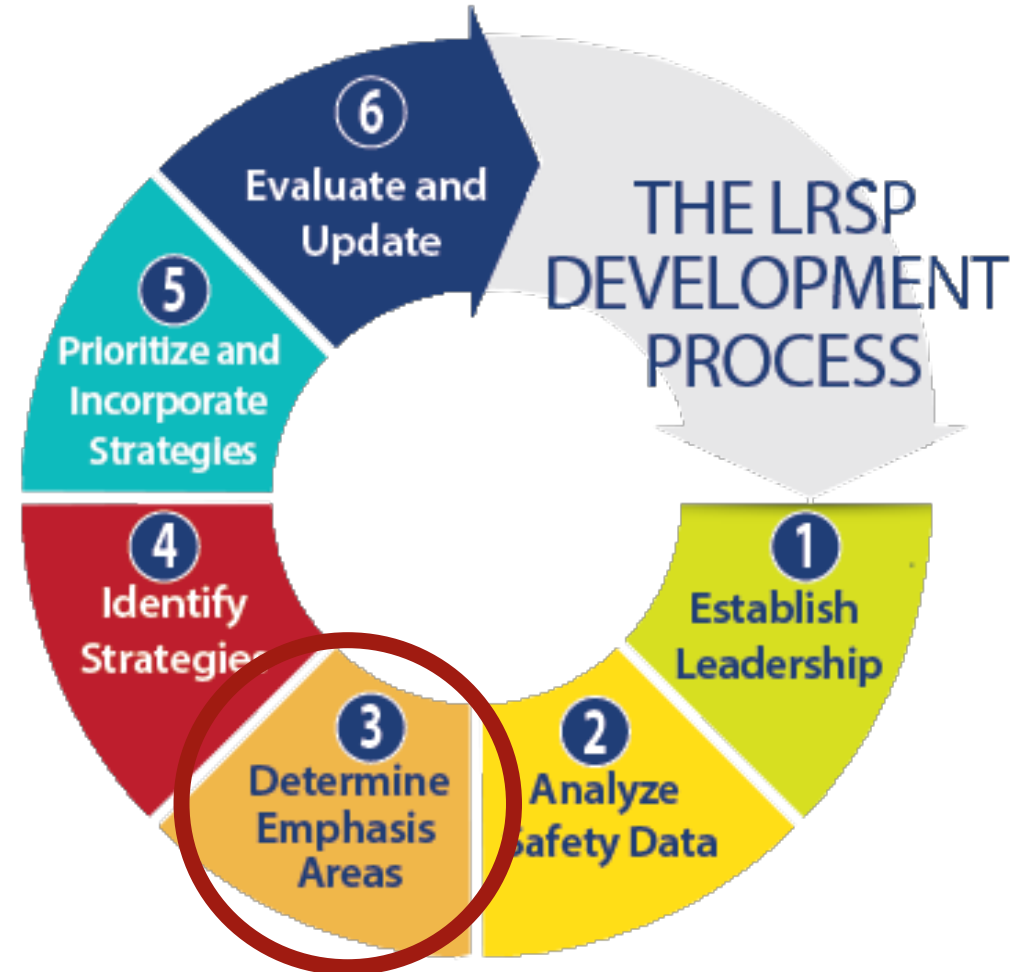 THE LRSP
DEVELOPMENT
PROCESS
1
Establish
Leadership
2
Analyze
Safety Data
3
Determine
Emphasis
Areas
4
Identify
Strategies
5
Prioritize and
Incorporate
Strategies
6
Evaluate and
Update